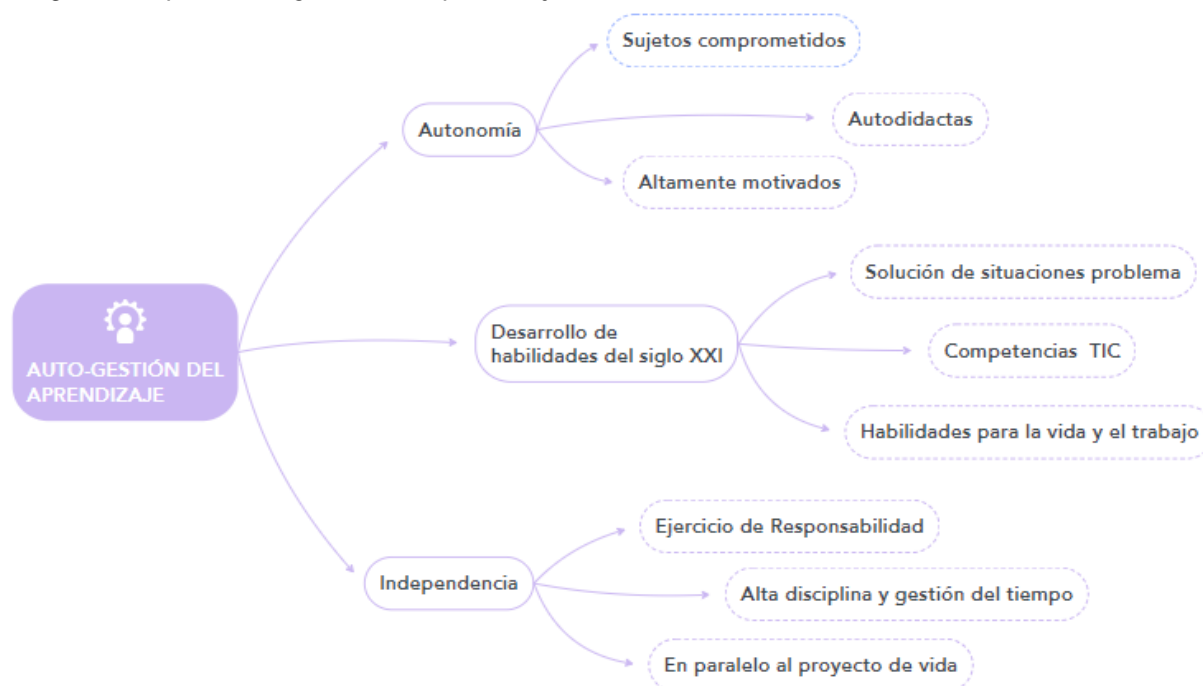 Sujetos comprometidos
Autonomía
Autodidactas
Altamente motivados
AUTO-GESTIÓN DEL
APRENDIZAJE
Desarrollo de
habilidades del siglo XXI
Solución de situaciones problema
Competencias TIC
Habilidades para la vida y el trabajo
Independencia
Ejercicio de Responsabilidad
Alta disciplina y gestión del tiempo
En paralelo al proyecto de vida